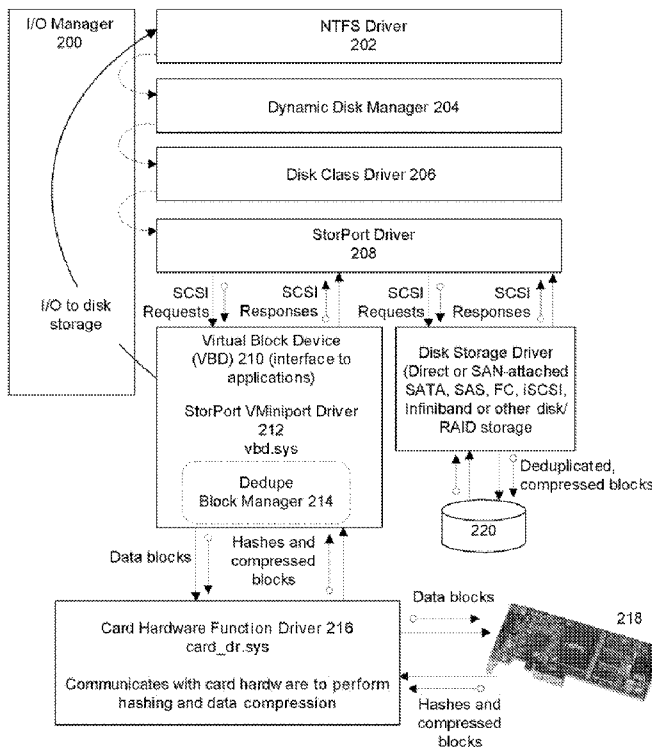 I/O Manager
200
NTFS Driver
202
Dynamic Disk Manager 204
Disk Class Driver 206
StorPort Driver
208
I/O to disk
storage
SCSI
Requests
SCSI
Responses
SCSI
Requests
SCSI
Responses
Virtual Block Device
(VBD) 210 (interface to
applications)
StorPort VMiniport Driver
212
vbd.sys
Dedupe
Block Manager 214
Disk Storage Driver
(Direct or SAN-attached
SATA, SAS, FC, iSCSI,
Infiniband or other disk/
RAID storage
Deduplicated,
compressed blocks
220
Data blocks
Hashes and
compressed
blocks
Card Hardware Function Driver 216
card_dr.sys
Communicates with card hardw are to perform
hashing and data compression
Data blocks
218
Hashes and
compressed
blocks